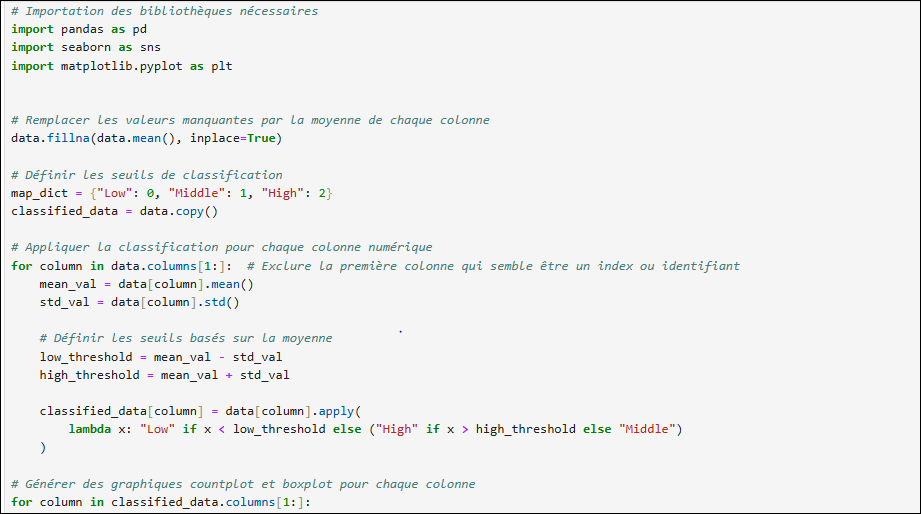 # Importation des bibliothèques nécessaires
import pandas as pd
import seaborn as sns
import matplotlib.pyplot as plt
# Remplacer les valeurs manquantes par la moyenne de chaque colonne
data.fillna(data.mean(), inplace=True)
# Définir les seuils de classification
map_dict = {"Low": 0, "Middle": 1, "High": 2}
classified_data = data.copy()
# Appliquer la classification pour chaque colonne numérique
for column in data.columns[1:]:  # Exclure la première colonne qui semble être un index ou identifiant
    mean_val = data[column].mean()
    std_val = data[column].std()
    # Définir les seuils basés sur la moyenne
    low_threshold = mean_val - std_val
    high_threshold = mean_val + std_val
    classified_data[column] = data[column].apply(
        lambda x: "Low" if x < low_threshold else ("High" if x > high_threshold else "Middle")
    )
# Générer des graphiques countplot et boxplot pour chaque colonne
for column in classified_data.columns[1:]: